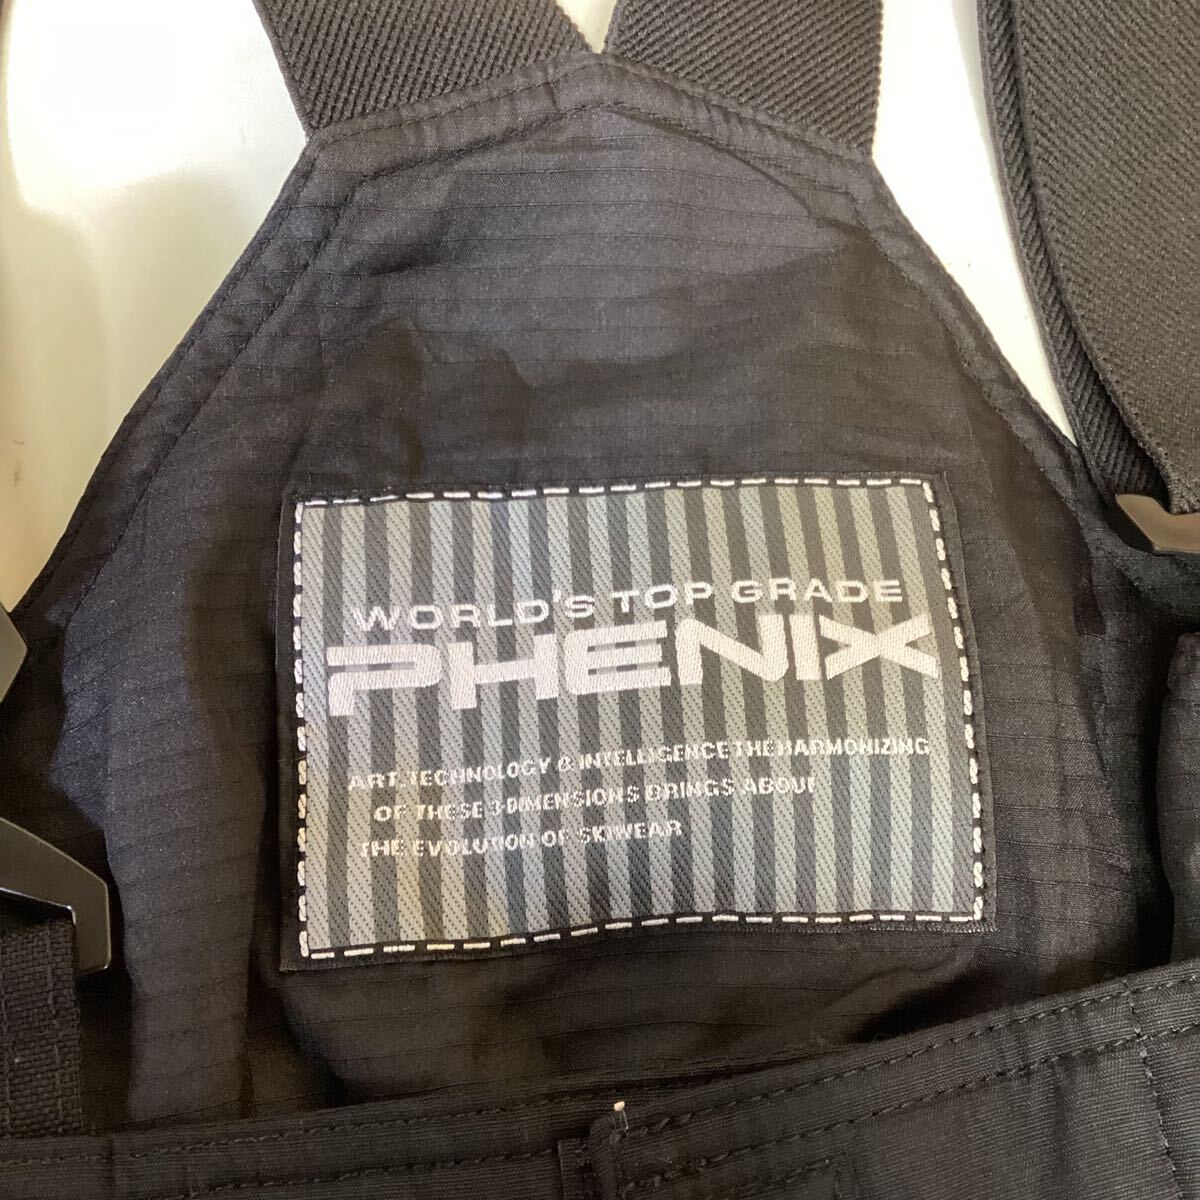 WORLD'S TOP GRADE
PHENIX
ART, TECHNOLOGY & INTELLIGENCE THE HARMONIZING
OF THESE 3-DIMENSIONS BRINGS ABOUT
THE EVOLUTION OF SKIWEAR